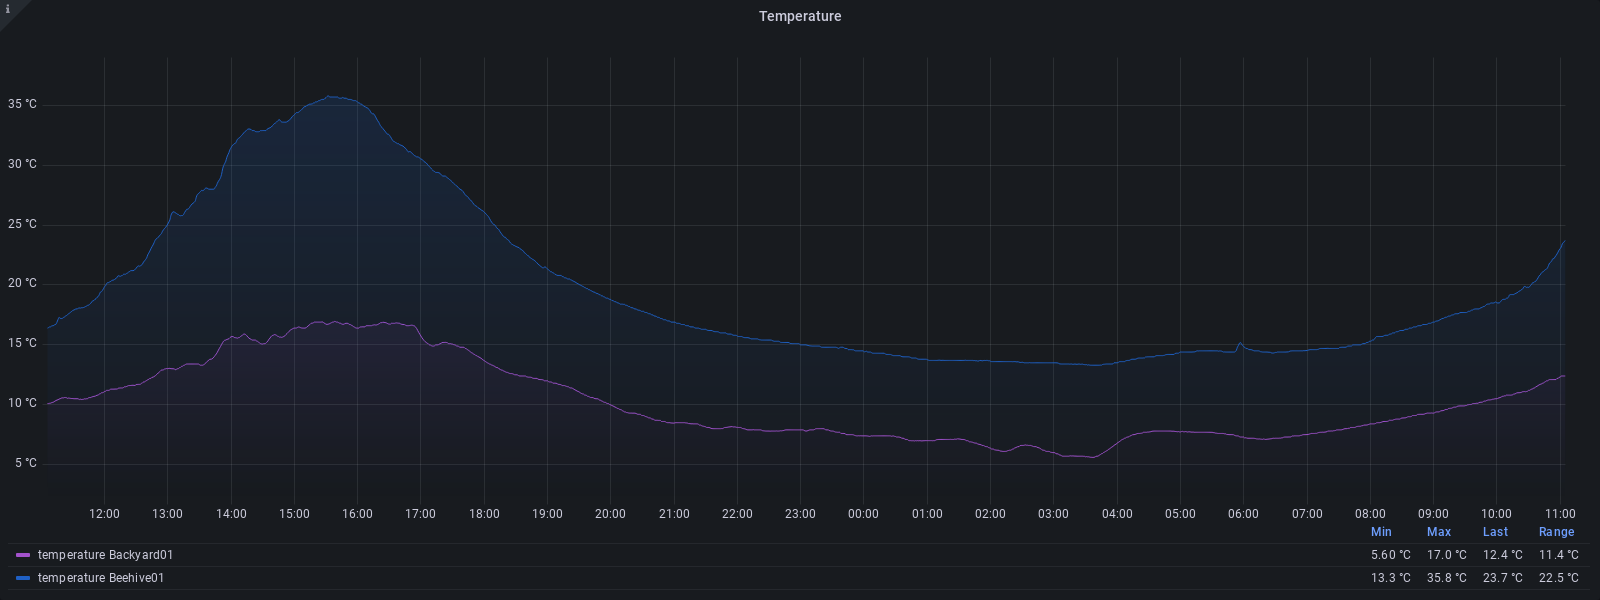 i
Temperature
35 °C
30 °C
25 °C
20 °C
15 °C
10 °C
5 °C
12:00 13:00 14:00 15:00 16:00 17:00 18:00 19:00 20:00 21:00 22:00 23:00 00:00 01:00 02:00 03:00 04:00 05:00 06:00 07:00 08:00 09:00 10:00 11:00
Min Max Last Range
temperature Backyard01 5.60 °C 17.0 °C 12.4 °C 11.4 °C
temperature Beehive01 13.3 °C 35.8 °C 23.7 °C 22.5 °C